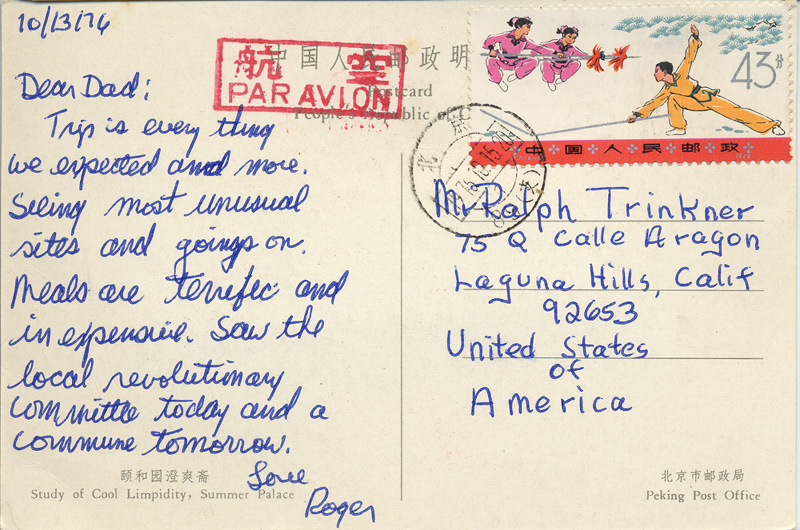 10/13/76
Dear Dad:
Trip is every thing
we expected and more.
Seeing most unusual
sites and goings on.
Meals are terrific and
inexpensive. Saw the
local revolutionary
committee today and a
commune tomorrow.
Love
Roger
颐和园澄爽斋
Study of Cool Limpidity, Summer Palace
中国人民邮政明
Postcard
People's Republic of C
航空
PAR AVION
43分
中国人民邮政
北京
Mr Ralph Trinkner
75 Q Calle Aragon
Laguna Hills, Calif
92653
United States
of
America
北京市邮政局
Peking Post Office